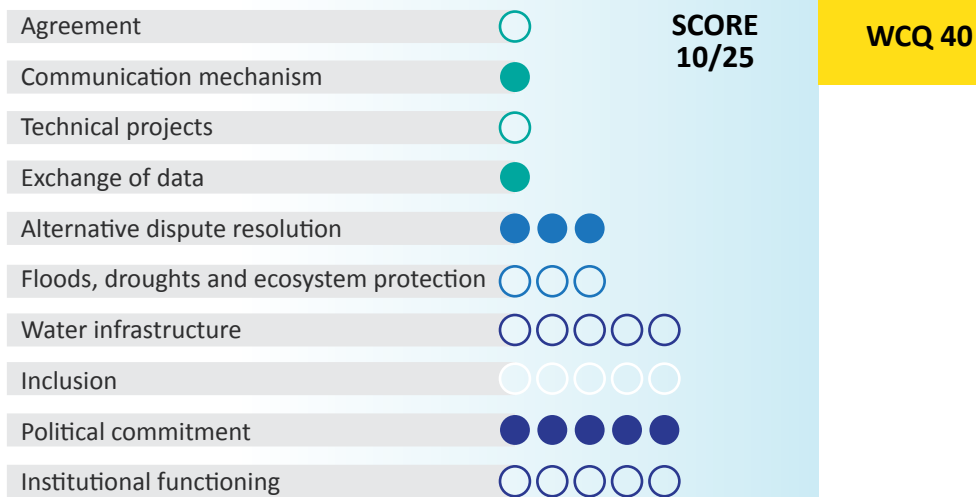 Agreement
Communication mechanism
Technical projects
Exchange of data
Alternative dispute resolution
Floods, droughts and ecosystem protection
Water infrastructure
Inclusion
Political commitment
Institutional functioning
SCORE
10/25
WCQ 40